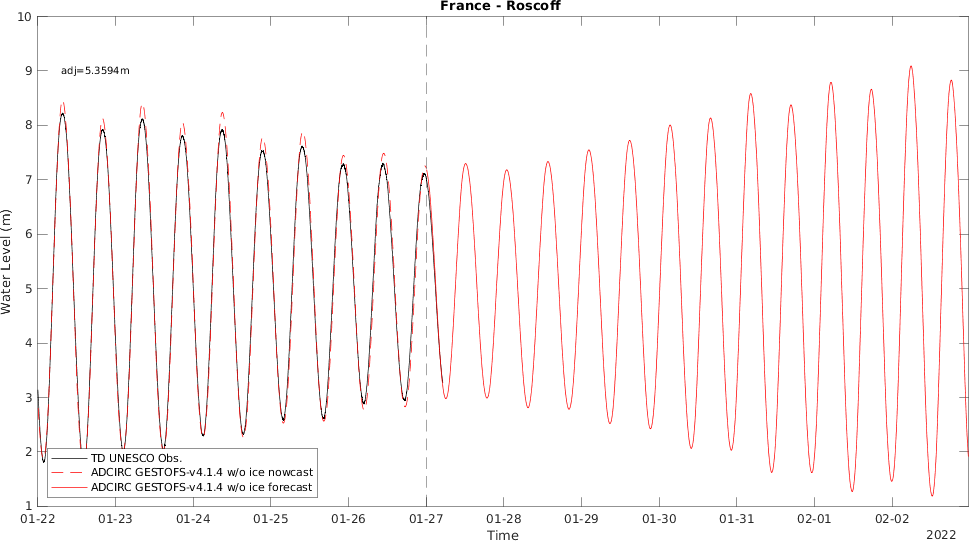 France - Roscoff
adj=5.3594m
10
9
8
7
6
5
4
3
2
1
Water Level (m)
TD UNESCO Obs.
ADCIRC GESTOFS-v4.1.4 w/o ice nowcast
ADCIRC GESTOFS-v4.1.4 w/o ice forecast
01-22 01-23 01-24 01-25 01-26 01-27 01-28 01-29 01-30 01-31 02-01 02-02
Time
2022